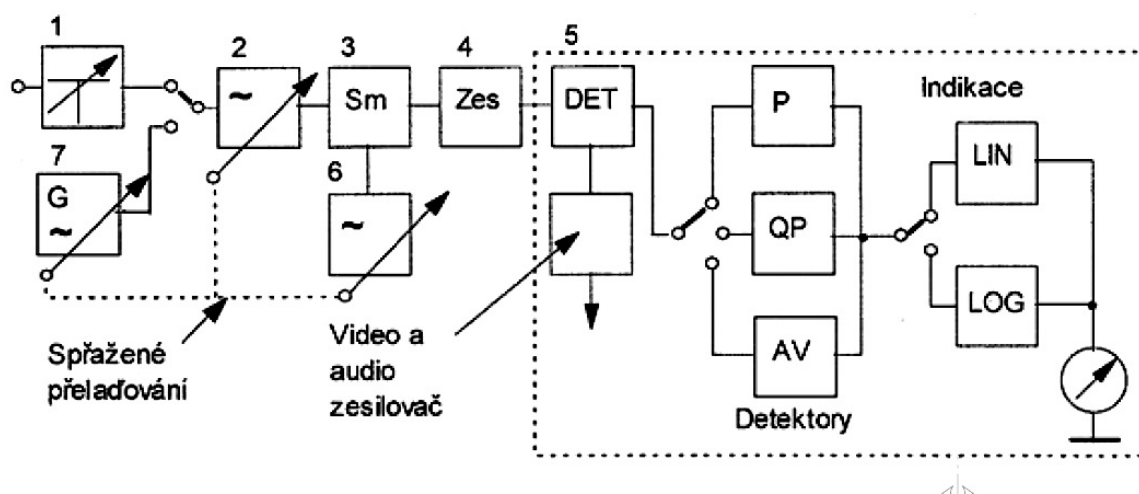 1
2
3
4
5
Sm
Zes
DET
P
Indikace
LIN
7
G
~
~
6
~
QP
LOG
AV
Spřažené
přelaďování
Video a
audio
zesilovač
Detektory